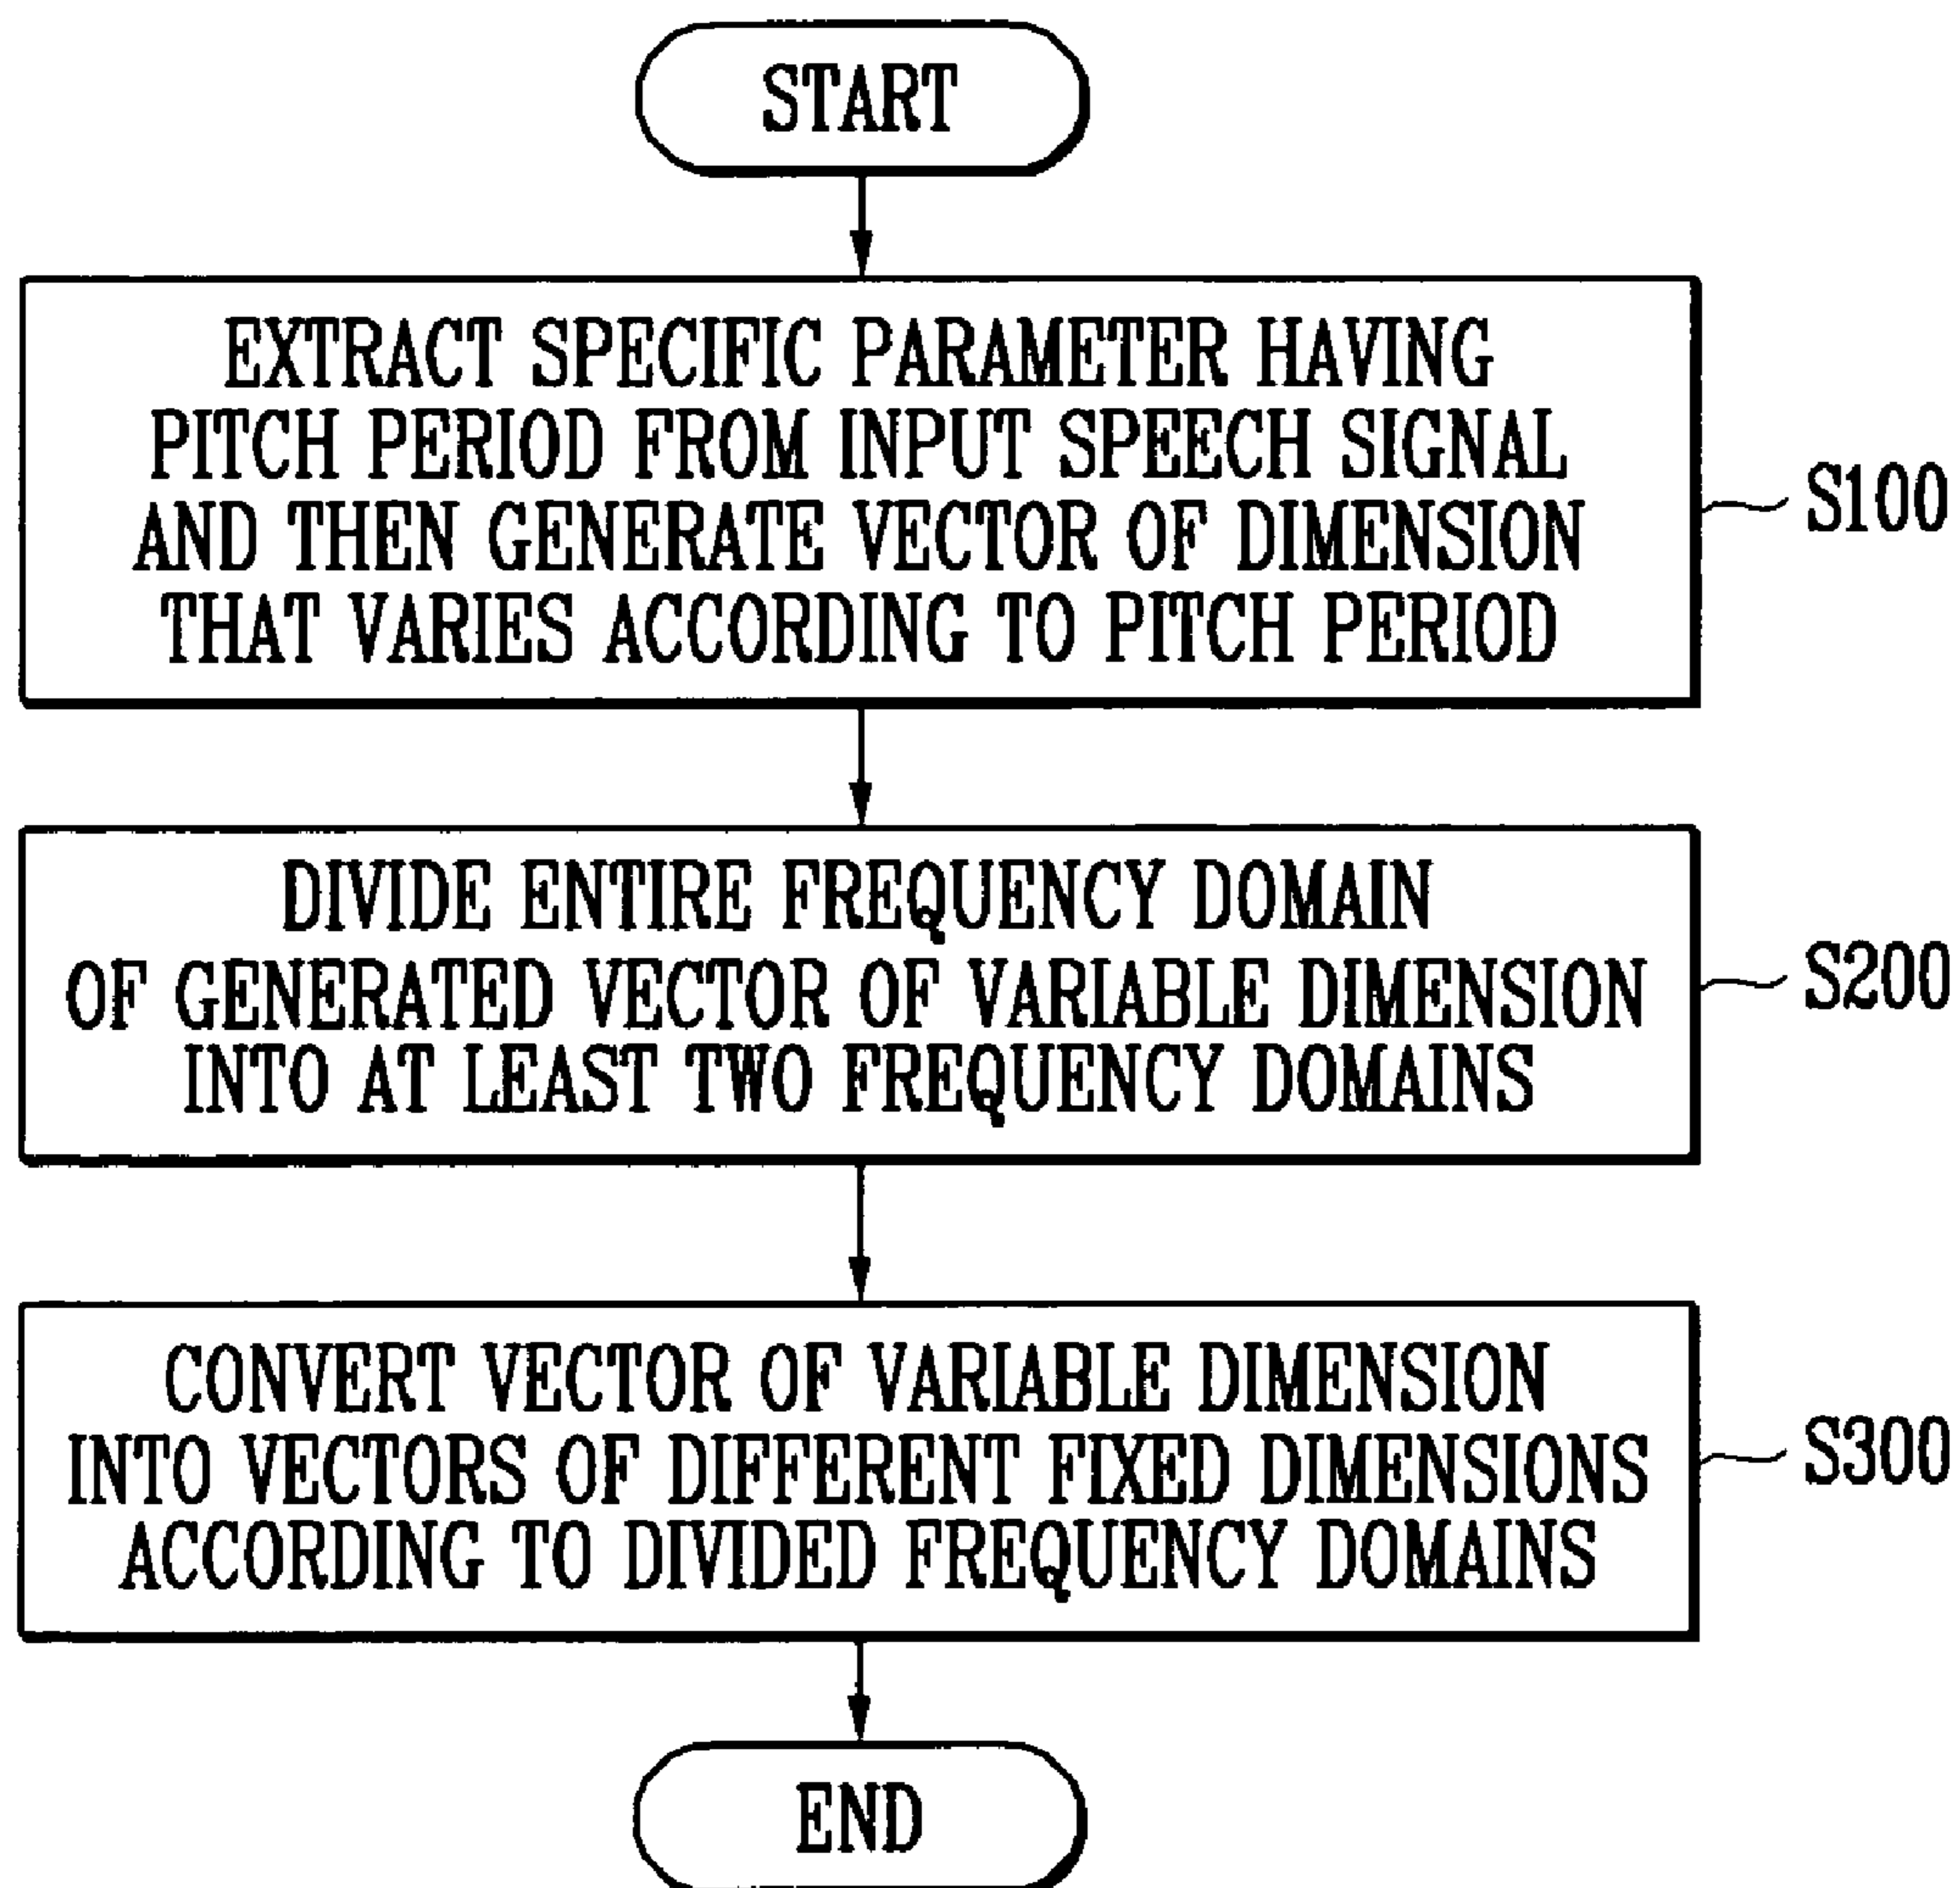 START
EXTRACT SPECIFIC PARAMETER HAVING
PITCH PERIOD FROM INPUT SPEECH SIGNAL
AND THEN GENERATE VECTOR OF DIMENSION
THAT VARIES ACCORDING TO PITCH PERIOD
S100
DIVIDE ENTIRE FREQUENCY DOMAIN
OF GENERATED VECTOR OF VARIABLE DIMENSION
INTO AT LEAST TWO FREQUENCY DOMAINS
S200
CONVERT VECTOR OF VARIABLE DIMENSION
INTO VECTORS OF DIFFERENT FIXED DIMENSIONS
ACCORDING TO DIVIDED FREQUENCY DOMAINS
S300
END